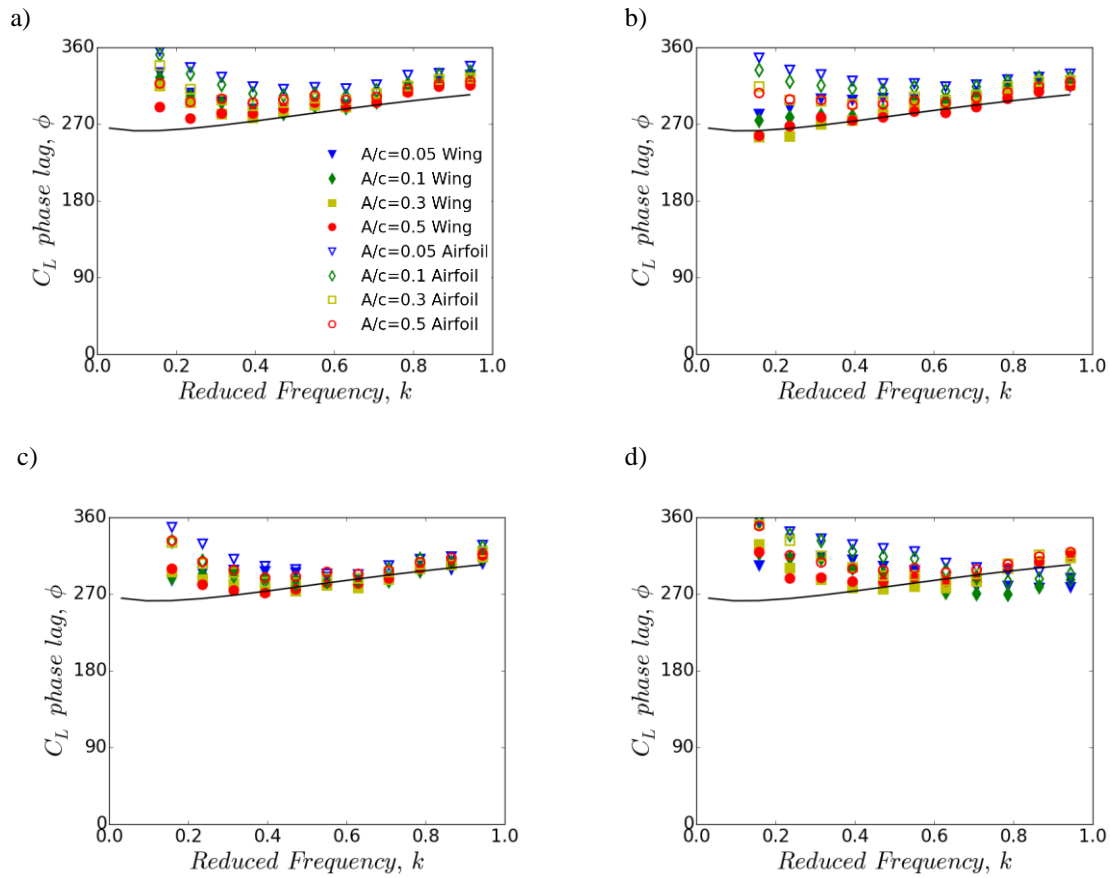 a)
360
270
180
90
0
C_L phase lag, ϕ
A/c=0.05 Wing
A/c=0.1 Wing
A/c=0.3 Wing
A/c=0.5 Wing
A/c=0.05 Airfoil
A/c=0.1 Airfoil
A/c=0.3 Airfoil
A/c=0.5 Airfoil
0.0 0.2 0.4 0.6 0.8 1.0
Reduced Frequency, k
b)
360
270
180
90
0
C_L phase lag, ϕ
0.0 0.2 0.4 0.6 0.8 1.0
Reduced Frequency, k
c)
360
270
180
90
0
C_L phase lag, ϕ
0.0 0.2 0.4 0.6 0.8 1.0
Reduced Frequency, k
d)
360
270
180
90
0
C_L phase lag, ϕ
0.0 0.2 0.4 0.6 0.8 1.0
Reduced Frequency, k